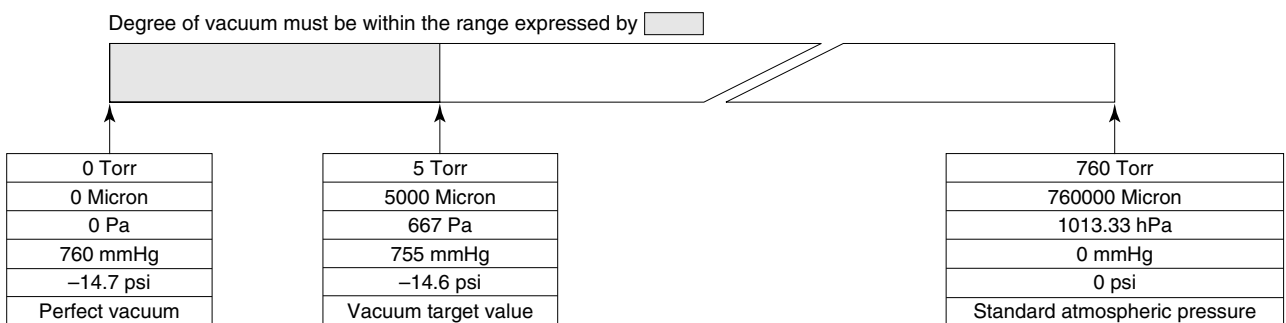 Degree of vacuum must be within the range expressed by
0 Torr
0 Micron
0 Pa
760 mmHg
–14.7 psi
Perfect vacuum
5 Torr
5000 Micron
667 Pa
755 mmHg
–14.6 psi
Vacuum target value
760 Torr
760000 Micron
1013.33 hPa
0 mmHg
0 psi
Standard atmospheric pressure